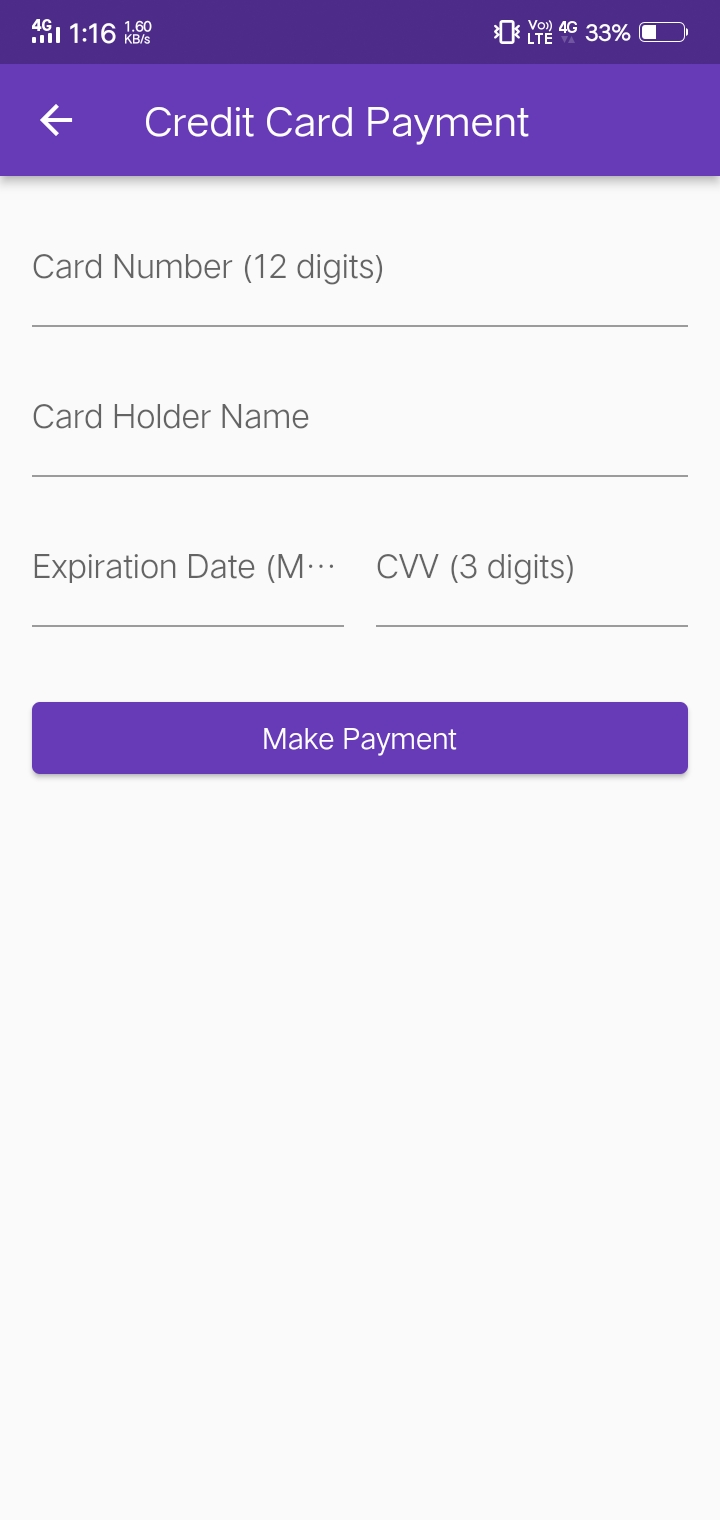 4G 1:16 1.60 KB/s Vo)) LTE 4G 33%
Credit Card Payment
Card Number (12 digits)
Card Holder Name
Expiration Date (M··· CVV (3 digits)
Make Payment